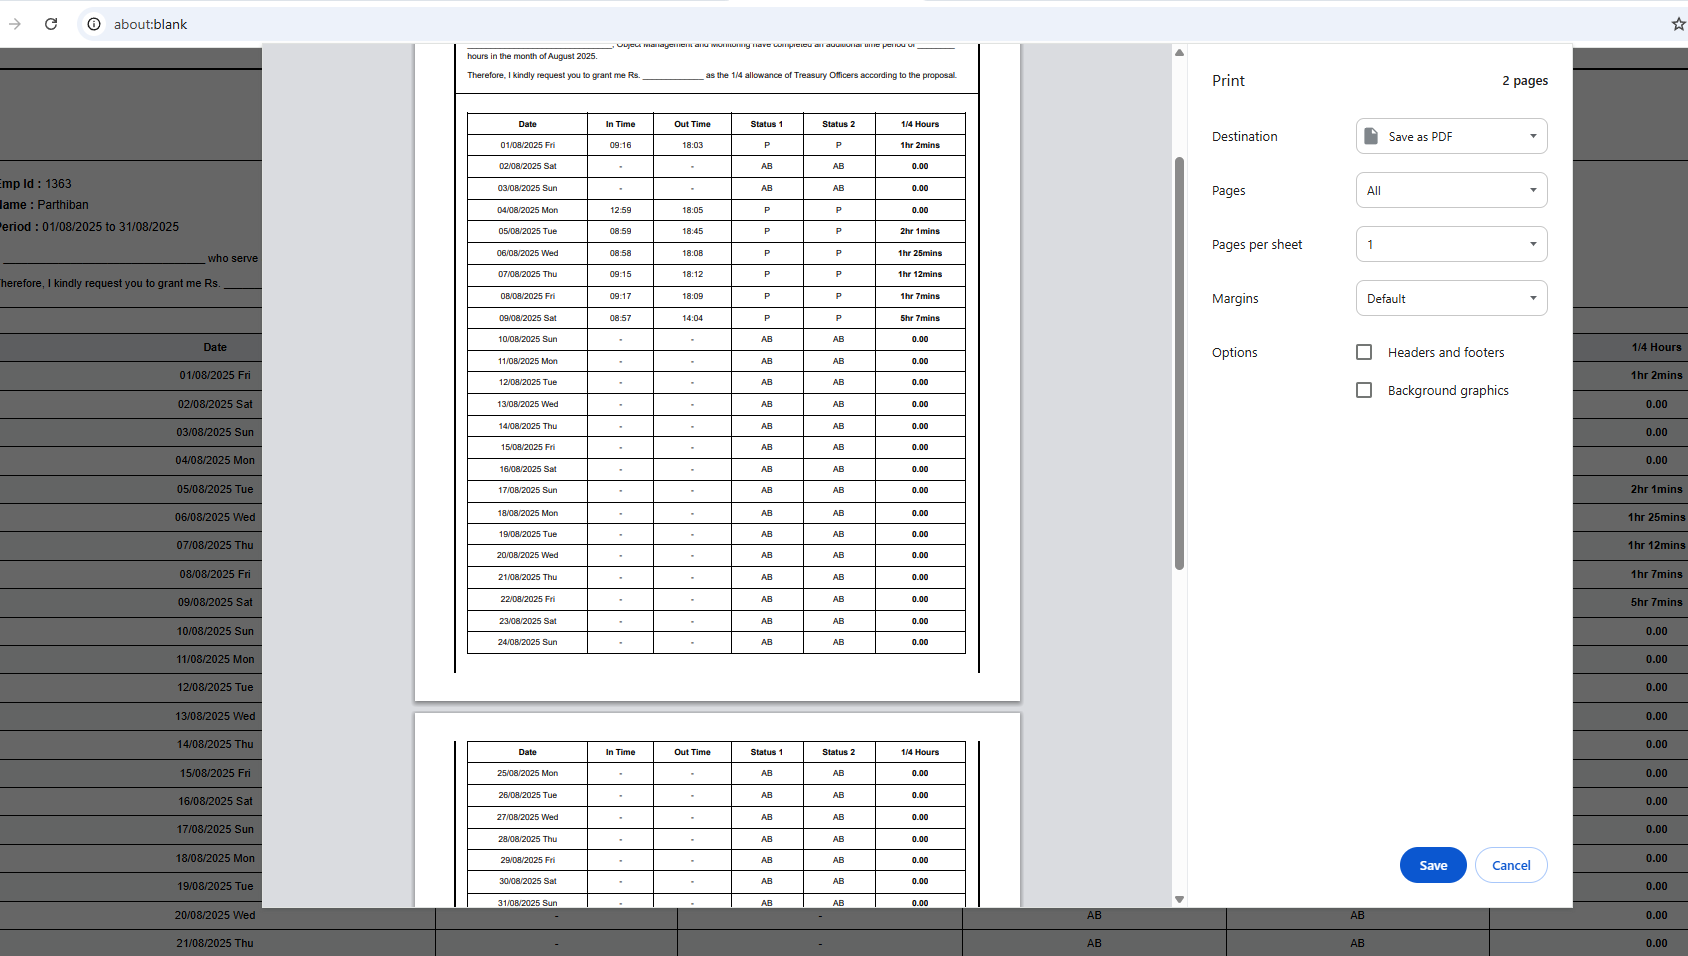 about:blank
____________________________, Object Management and Monitoring have completed an additional time period of ________
hours in the month of August 2025.
Therefore, I kindly request you to grant me Rs. _____________ as the 1/4 allowance of Treasury Officers according to the proposal.
Date In Time Out Time Status 1 Status 2 1/4 Hours
01/08/2025 Fri 09:16 18:03 P P 1hr 2mins
02/08/2025 Sat - - AB AB 0.00
03/08/2025 Sun - - AB AB 0.00
04/08/2025 Mon 12:59 18:05 P P 0.00
05/08/2025 Tue 08:59 18:45 P P 2hr 1mins
06/08/2025 Wed 08:58 18:08 P P 1hr 25mins
07/08/2025 Thu 09:15 18:12 P P 1hr 12mins
08/08/2025 Fri 09:17 18:09 P P 1hr 7mins
09/08/2025 Sat 08:57 14:04 P P 5hr 7mins
10/08/2025 Sun - - AB AB 0.00
11/08/2025 Mon - - AB AB 0.00
12/08/2025 Tue - - AB AB 0.00
13/08/2025 Wed - - AB AB 0.00
14/08/2025 Thu - - AB AB 0.00
15/08/2025 Fri - - AB AB 0.00
16/08/2025 Sat - - AB AB 0.00
17/08/2025 Sun - - AB AB 0.00
18/08/2025 Mon - - AB AB 0.00
19/08/2025 Tue - - AB AB 0.00
20/08/2025 Wed - - AB AB 0.00
21/08/2025 Thu - - AB AB 0.00
22/08/2025 Fri - - AB AB 0.00
23/08/2025 Sat - - AB AB 0.00
24/08/2025 Sun - - AB AB 0.00
Date In Time Out Time Status 1 Status 2 1/4 Hours
25/08/2025 Mon - - AB AB 0.00
26/08/2025 Tue - - AB AB 0.00
27/08/2025 Wed - - AB AB 0.00
28/08/2025 Thu - - AB AB 0.00
29/08/2025 Fri - - AB AB 0.00
30/08/2025 Sat - - AB AB 0.00
31/08/2025 Sun - - AB AB 0.00
Print 2 pages
Destination Save as PDF
Pages All
Pages per sheet 1
Margins Default
Options Headers and footers
Background graphics
Save Cancel
Emp Id : 1363
Name : Parthiban
Period : 01/08/2025 to 31/08/2025
______________________________ who serve
Therefore, I kindly request you to grant me Rs. ______
Date 1/4 Hours
01/08/2025 Fri 1hr 2mins
02/08/2025 Sat 0.00
03/08/2025 Sun 0.00
04/08/2025 Mon 0.00
05/08/2025 Tue 2hr 1mins
06/08/2025 Wed 1hr 25mins
07/08/2025 Thu 1hr 12mins
08/08/2025 Fri 1hr 7mins
09/08/2025 Sat 5hr 7mins
10/08/2025 Sun 0.00
11/08/2025 Mon 0.00
12/08/2025 Tue 0.00
13/08/2025 Wed 0.00
14/08/2025 Thu 0.00
15/08/2025 Fri 0.00
16/08/2025 Sat 0.00
17/08/2025 Sun 0.00
18/08/2025 Mon 0.00
19/08/2025 Tue 0.00
20/08/2025 Wed - - AB AB 0.00
21/08/2025 Thu - - AB AB 0.00